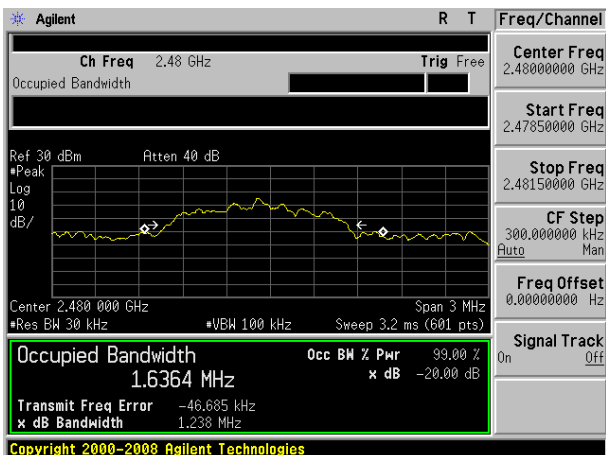 Agilent R T
Freq/Channel
Ch Freq 2.48 GHz Trig Free
Occupied Bandwidth
Center Freq
2.48000000 GHz
Start Freq
2.47850000 GHz
Stop Freq
2.48150000 GHz
CF Step
300.000000 kHz
Auto Man
Freq Offset
0.00000000 Hz
Signal Track
On Off
Ref 30 dBm Atten 40 dB
#Peak
Log
10
dB/
Center 2.480 000 GHz Span 3 MHz
#Res BW 30 kHz #VBW 100 kHz Sweep 3.2 ms (601 pts)
Occupied Bandwidth
1.6364 MHz
Occ BW % Pwr 99.00 %
x dB -20.00 dB
Transmit Freq Error -46.685 kHz
x dB Bandwidth 1.238 MHz
Copyright 2000-2008 Agilent Technologies